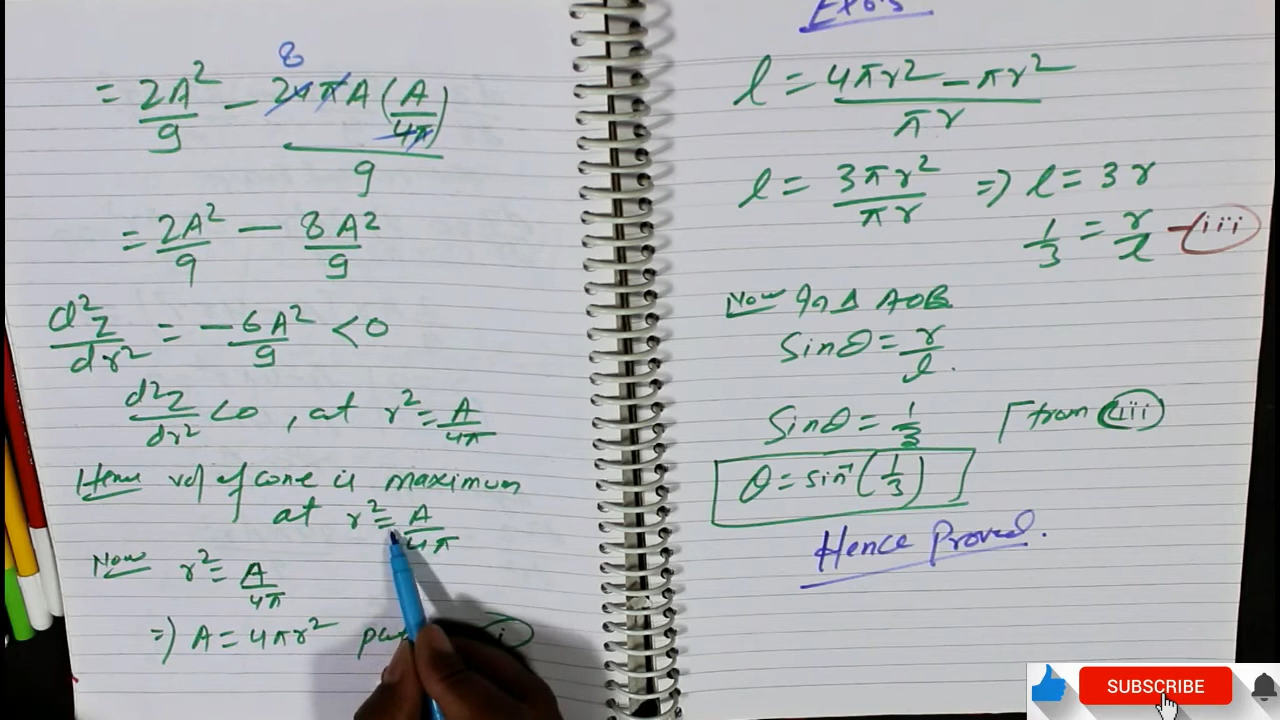 8
= 2A²/9 − 24πA(A/4π)/9
= 2A²/9 − 8A²/9
d²z/dr² = −6A²/9 <0
d²z/dr² <0, at r² = A/4π
Hence vol of cone is maximum
at r² = A/4π
Now r² = A/4π
=> A = 4πr² i
l = 4πr² − πr²/πr
l = 3πr²/πr => l = 3r
1/3 = r/l − iii
Now In Δ AOB
Sinθ = r/l.
Sinθ = 1/3 [from iii
θ = sin⁻¹(1/3)
Hence Proved.
SUBSCRIBE